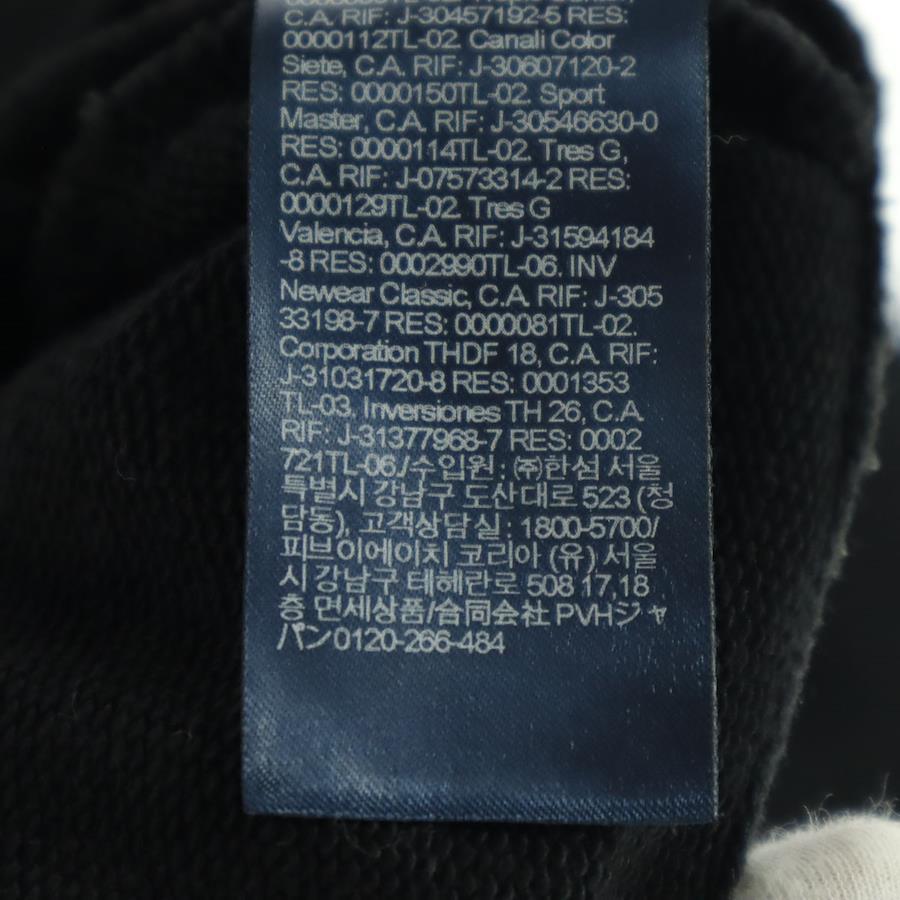 C.A. RIF: J-30457192-5 RES:
0000112TL-02. Canali Color
Siete, C.A. RIF: J-30607120-2
RES: 0000150TL-02. Sport
Master, C.A. RIF: J-30546630-0
RES: 0000114TL-02. Tres G,
C.A. RIF: J-07573314-2 RES:
0000129TL-02. Tres G
Valencia, C.A. RIF: J-31594184
-8 RES: 0002990TL-06. INV
Newear Classic, C.A. RIF: J-305
33198-7 RES: 0000081TL-02.
Corporation THDF 18, C.A. RIF:
J-31031720-8 RES: 0001353
TL-03. Inversiones TH 26, C.A.
RIF: J-31377968-7 RES: 0002
721TL-06./수입원 : ㈜한섬 서울
특별시 강남구 도산대로 523 (청
담동), 고객상담실 : 1800-5700/
피브이에이치 코리아 (유) 서울
시 강남구 테헤란로 508 17,18
층 면세상품/合同会社 PVHジャ
パン0120-266-484